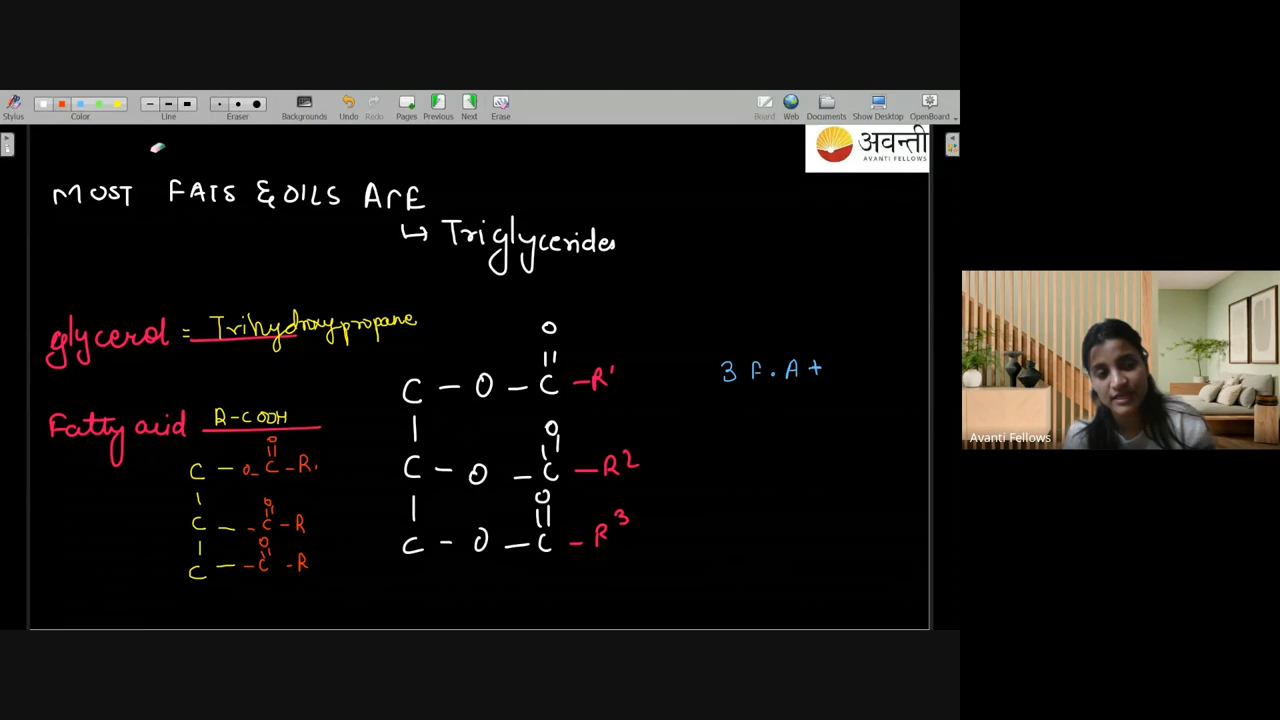 Stylus Color Line Eraser Backgrounds Undo Redo Pages Previous Next Erase Board Web Documents Show Desktop OpenBoard
अवन्ती
AVANTI FELLOWS
MOST FATS & OILS ARE
↳ Triglycerides
glycerol = Trihydroxypropane
Fatty acid R-COOH
O
C - O - C - R'
O
C - O - C - R2
O
C - O - C - R3
O
C - O - C - R.
O
C - - C - R
O
C - - C - R
3 F.A +
Avanti Fellows